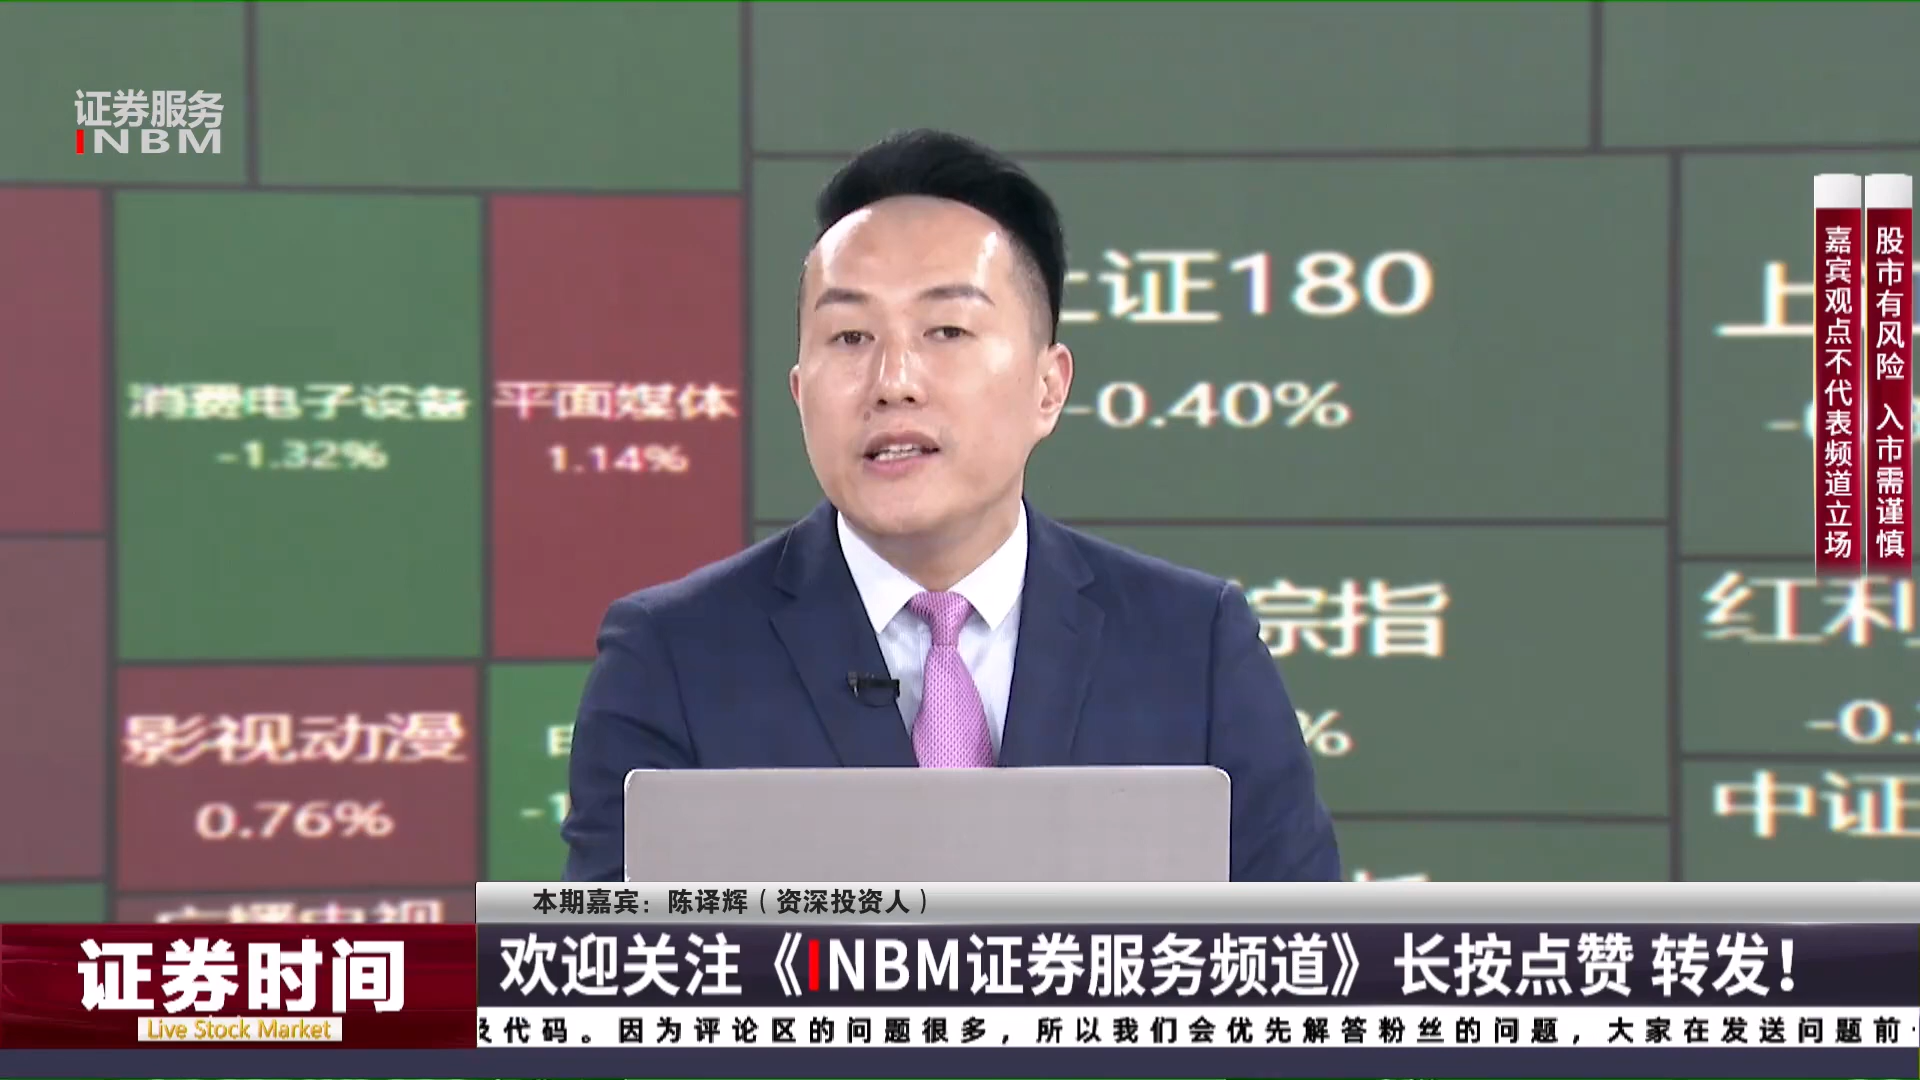 证券服务
INBM
消费电子设备
-1.32%
平面媒体
1.14%
上证180
-0.40%
综指
%
红利
-0.
中证
影视动漫
0.76%
-1
嘉宾观点不代表频道立场
股市有风险 入市需谨慎
本期嘉宾：陈译辉（资深投资人）
证券时间
Live Stock Market
欢迎关注《INBM证券服务频道》长按点赞 转发！
及代码。因为评论区的问题很多，所以我们会优先解答粉丝的问题，大家在发送问题前